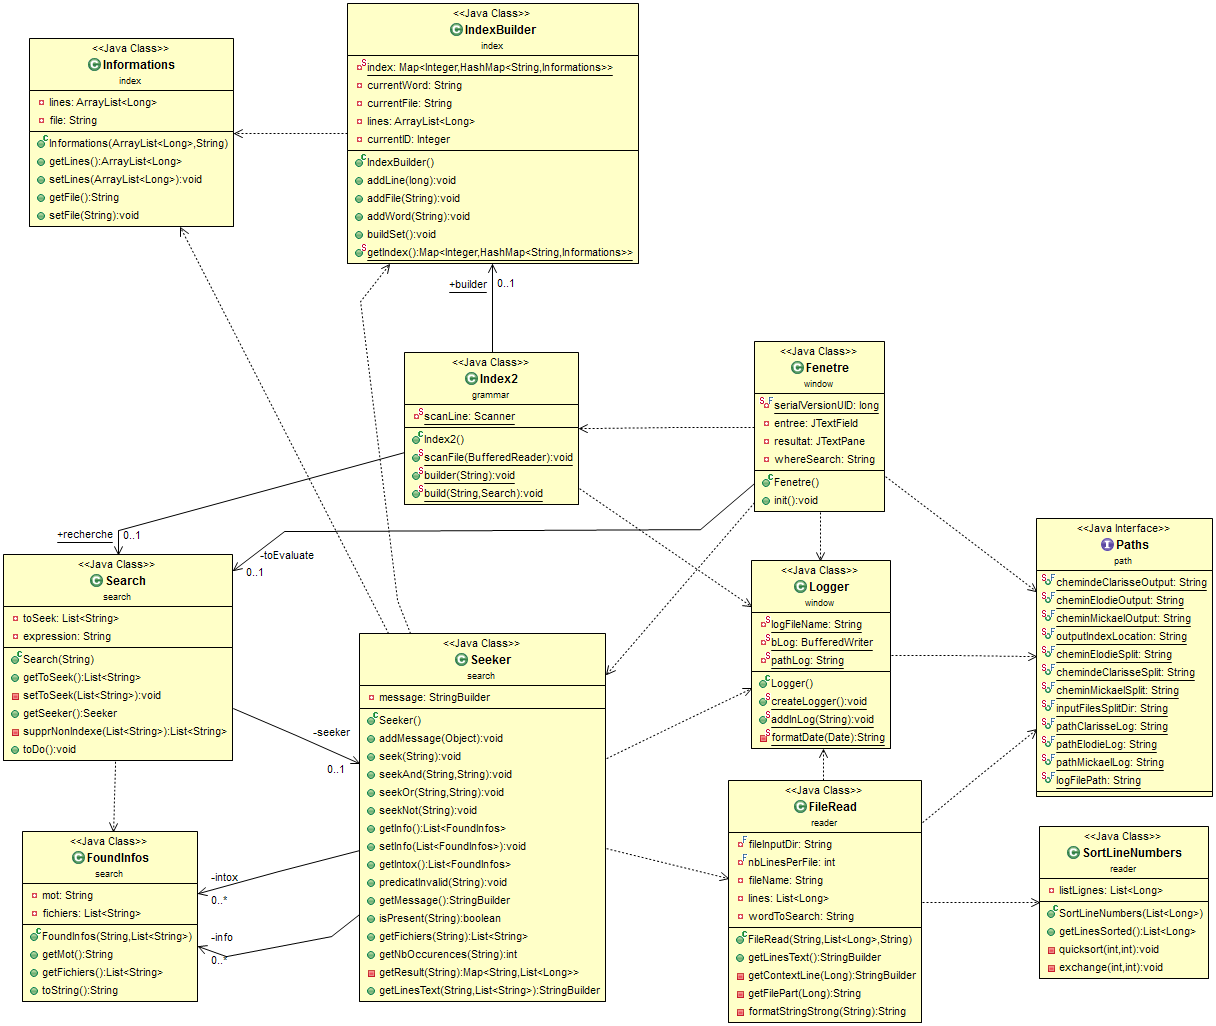 <<Java Class>>
Informations
index
lines: ArrayList<Long>
file: String
Informations(ArrayList<Long>,String)
getLines():ArrayList<Long>
setLines(ArrayList<Long>):void
getFile():String
setFile(String):void
<<Java Class>>
IndexBuilder
index
index: Map<Integer,HashMap<String,Informations>>
currentWord: String
currentFile: String
lines: ArrayList<Long>
currentID: Integer
IndexBuilder()
addLine(long):void
addFile(String):void
addWord(String):void
buildSet():void
getIndex():Map<Integer,HashMap<String,Informations>>
+builder
0..1
<<Java Class>>
Index2
grammar
scanLine: Scanner
Index2()
scanFile(BufferedReader):void
builder(String):void
build(String,Search):void
<<Java Class>>
Fenetre
window
serialVersionUID: long
entree: JTextField
resultat: JTextPane
whereSearch: String
Fenetre()
init():void
+recherche
0..1
-toEvaluate
0..1
<<Java Class>>
Search
search
toSeek: List<String>
expression: String
Search(String)
getToSeek():List<String>
setToSeek(List<String>):void
getSeeker():Seeker
supprNonIndexe(List<String>):List<String>
toDo():void
-seeker
0..1
<<Java Class>>
Seeker
search
message: StringBuilder
Seeker()
addMessage(Object):void
seek(String):void
seekAnd(String,String):void
seekOr(String,String):void
seekNot(String):void
getInfo():List<FoundInfos>
setInfo(List<FoundInfos>):void
getIntox():List<FoundInfos>
predicatInvalid(String):void
getMessage():StringBuilder
isPresent(String):boolean
getFichiers(String):List<String>
getNbOccurences(String):int
getResult(String):Map<String,List<Long>>
getLinesText(String,List<String>):StringBuilder
<<Java Class>>
Logger
window
logFileName: String
bLog: BufferedWriter
pathLog: String
Logger()
createLogger():void
addInLog(String):void
formatDate(Date):String
<<Java Interface>>
Paths
path
chemindeClarisseOutput: String
cheminElodieOutput: String
cheminMickaelOutput: String
outputIndexLocation: String
cheminElodieSplit: String
chemindeClarisseSplit: String
cheminMickaelSplit: String
inputFilesSplitDir: String
pathClarisseLog: String
pathElodieLog: String
pathMickaelLog: String
logFilePath: String
<<Java Class>>
FoundInfos
search
mot: String
fichiers: List<String>
FoundInfos(String,List<String>)
getMot():String
getFichiers():List<String>
toString():String
-intox
0..*
-info
0..*
<<Java Class>>
FileRead
reader
fileInputDir: String
nbLinesPerFile: int
fileName: String
lines: List<Long>
wordToSearch: String
FileRead(String,List<Long>,String)
getLinesText():StringBuilder
getContextLine(Long):StringBuilder
getFilePart(Long):String
formatStringStrong(String):String
<<Java Class>>
SortLineNumbers
reader
listLignes: List<Long>
SortLineNumbers(List<Long>)
getLinesSorted():List<Long>
quicksort(int,int):void
exchange(int,int):void